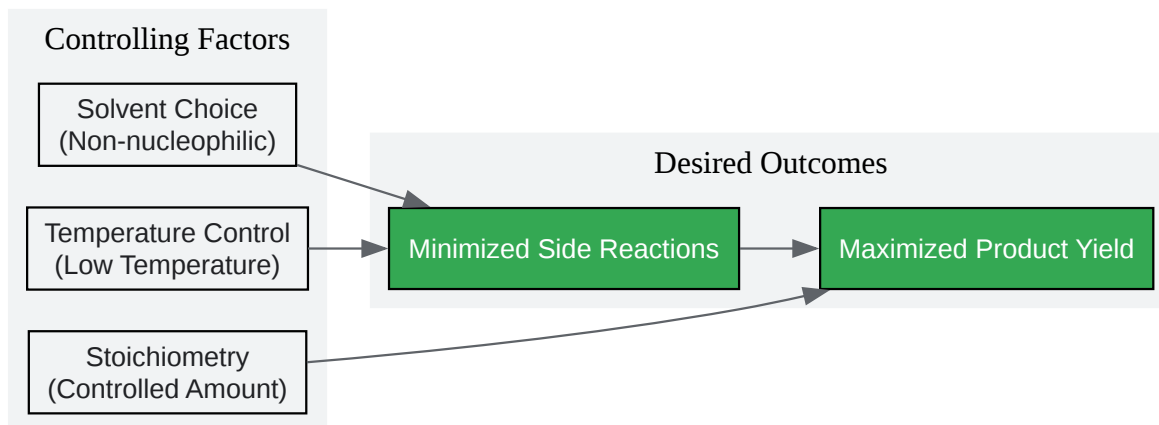 Controlling Factors
Solvent Choice
(Non-nucleophilic)
Temperature Control
(Low Temperature)
Stoichiometry
(Controlled Amount)
Desired Outcomes
Minimized Side Reactions
Maximized Product Yield